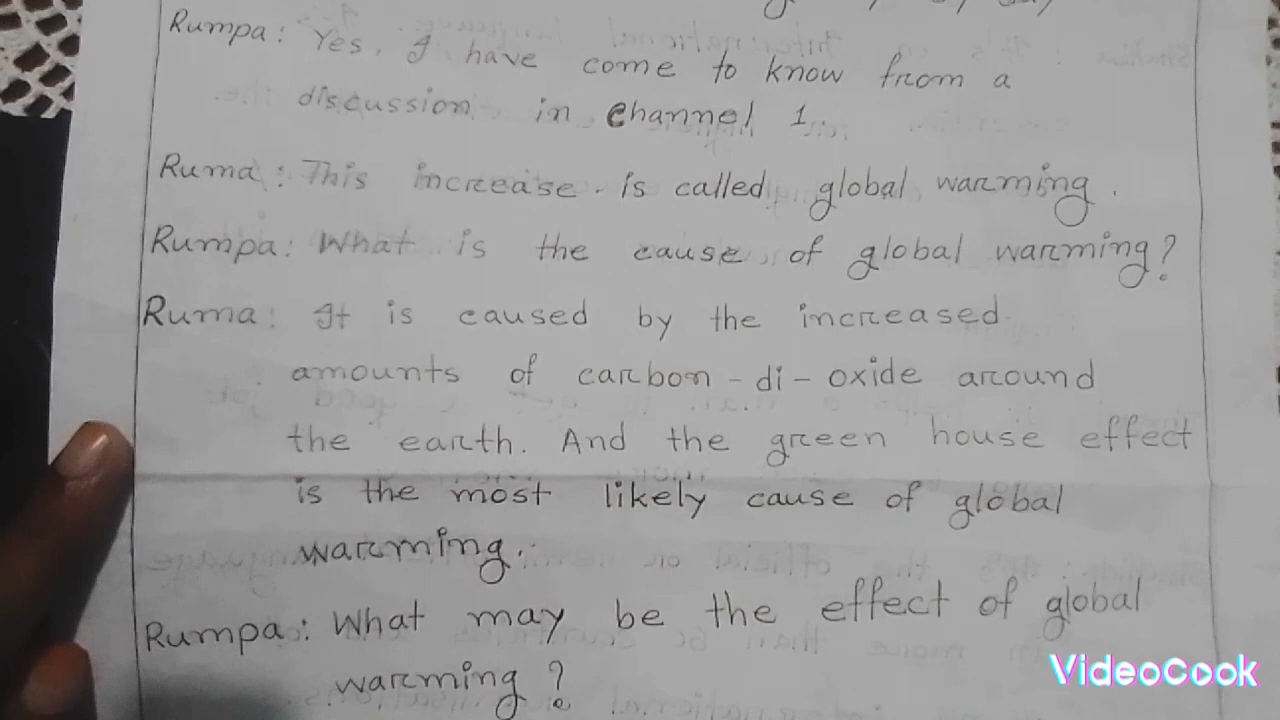 Rumpa: Yes, I have come to know from a
discussion in channel 1.
Ruma: This increase is called global warming.
Rumpa: What is the cause of global warming?
Ruma: It is caused by the increased
amounts of carbon-di-oxide around
the earth. And the green house effect
is the most likely cause of global
warming.
Rumpa: What may be the effect of global
warming?
VideoCook